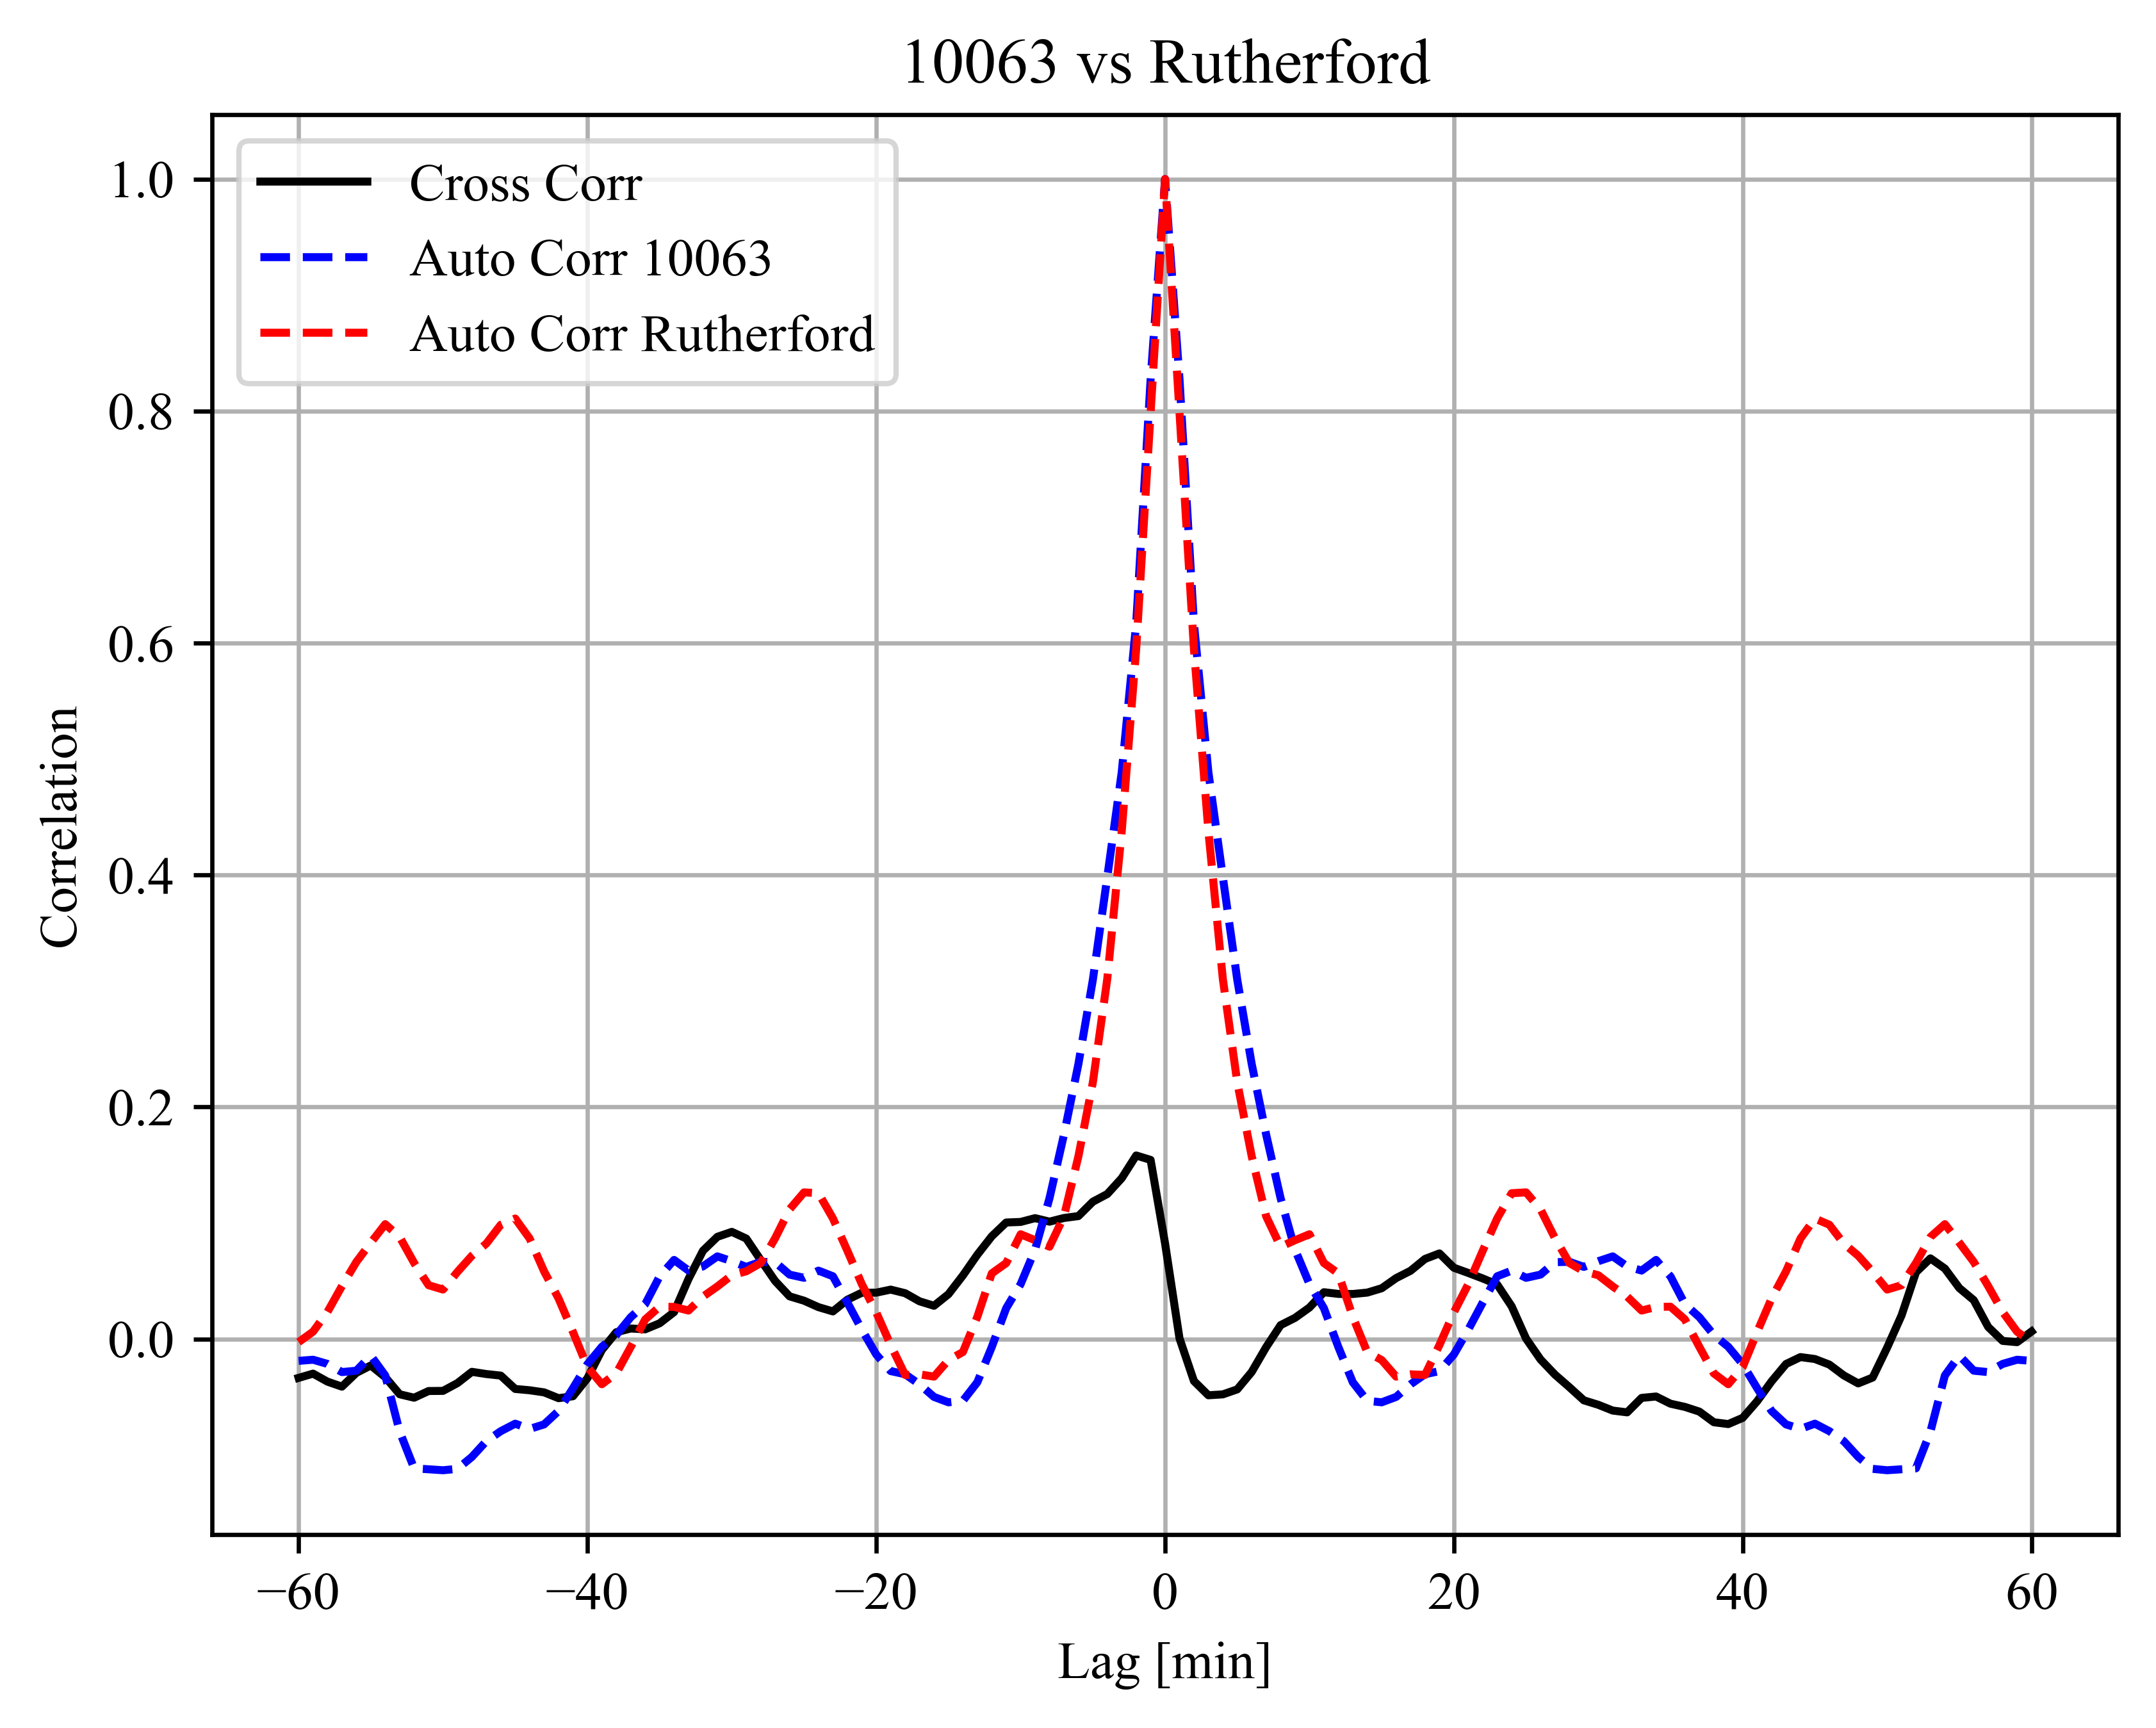 10063 vs Rutherford
Cross Corr
Auto Corr 10063
Auto Corr Rutherford
1.0
0.8
0.6
0.4
0.2
0.0
Correlation
−60 −40 −20 0 20 40 60
Lag [min]